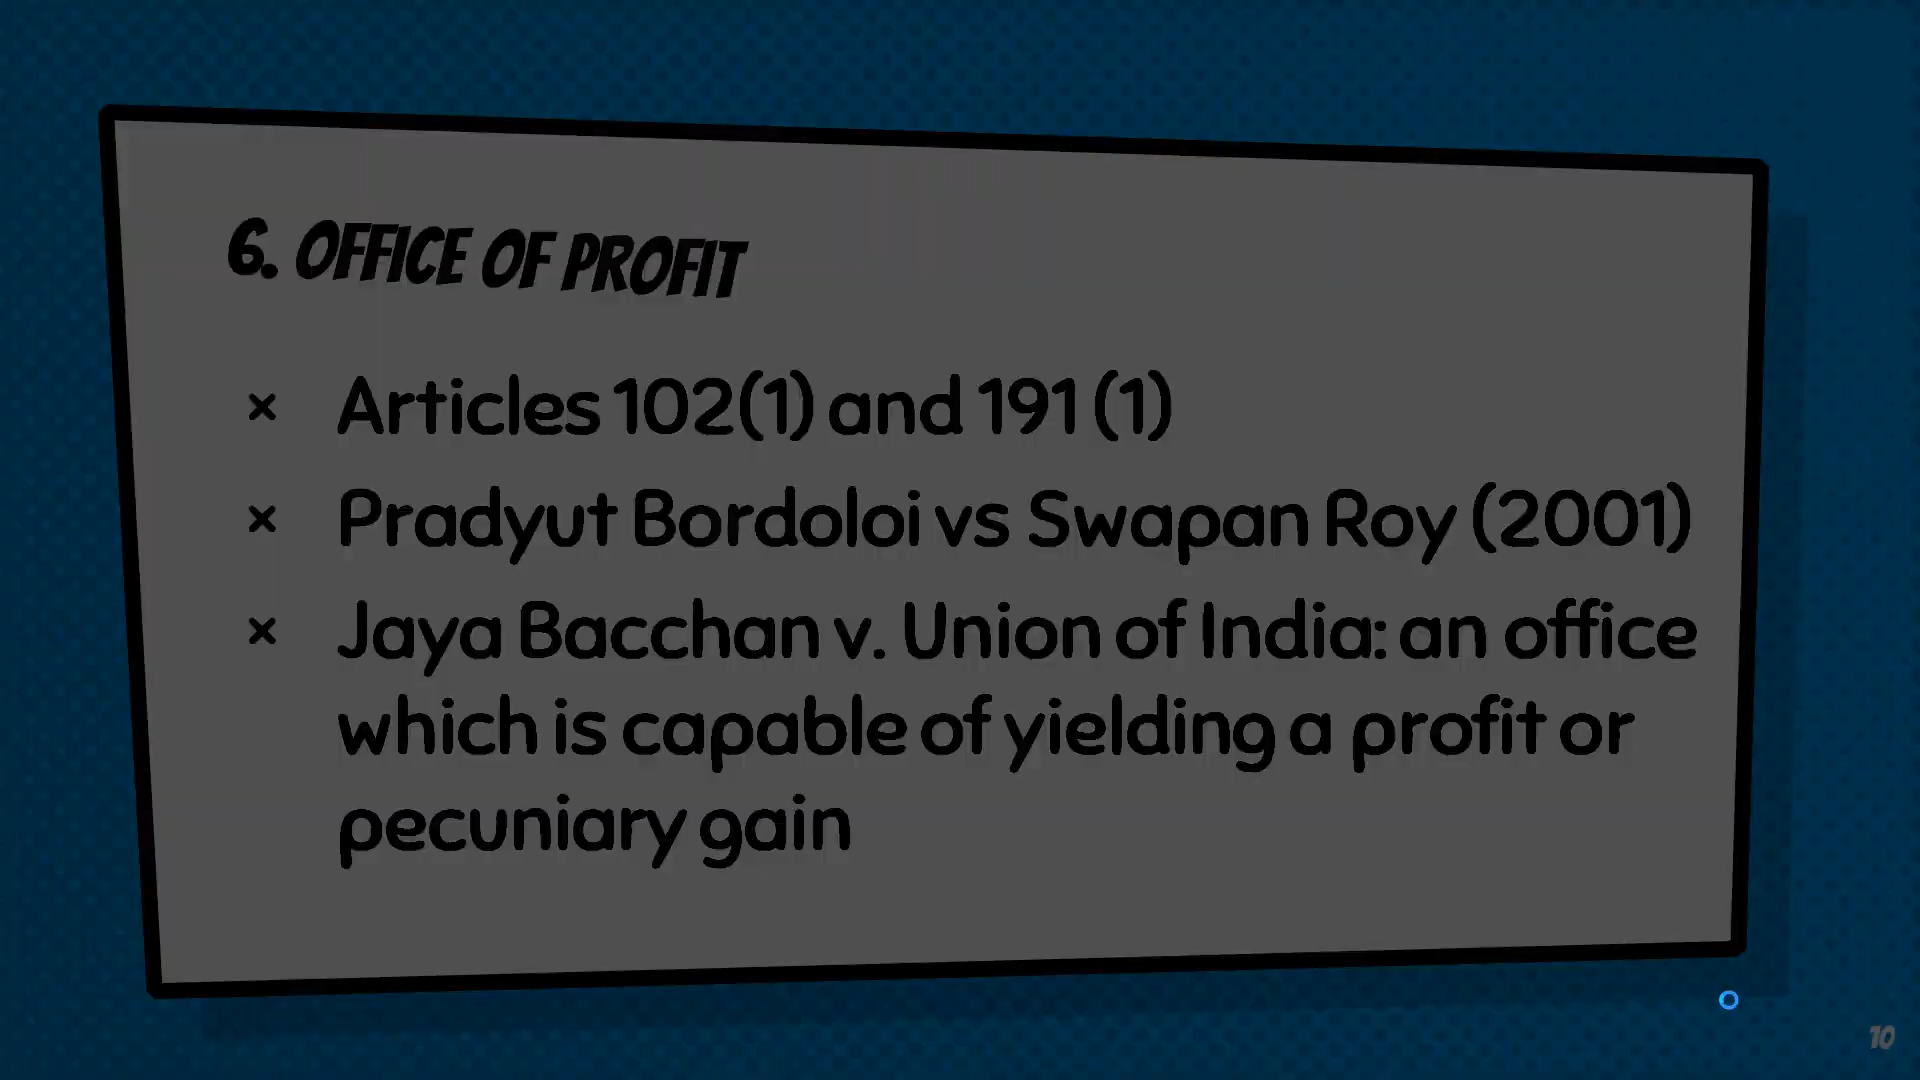 6. OFFICE OF PROFIT
× Articles 102(1) and 191 (1)
× Pradyut Bordoloi vs Swapan Roy (2001)
× Jaya Bacchan v. Union of India: an office
which is capable of yielding a profit or
pecuniary gain
10